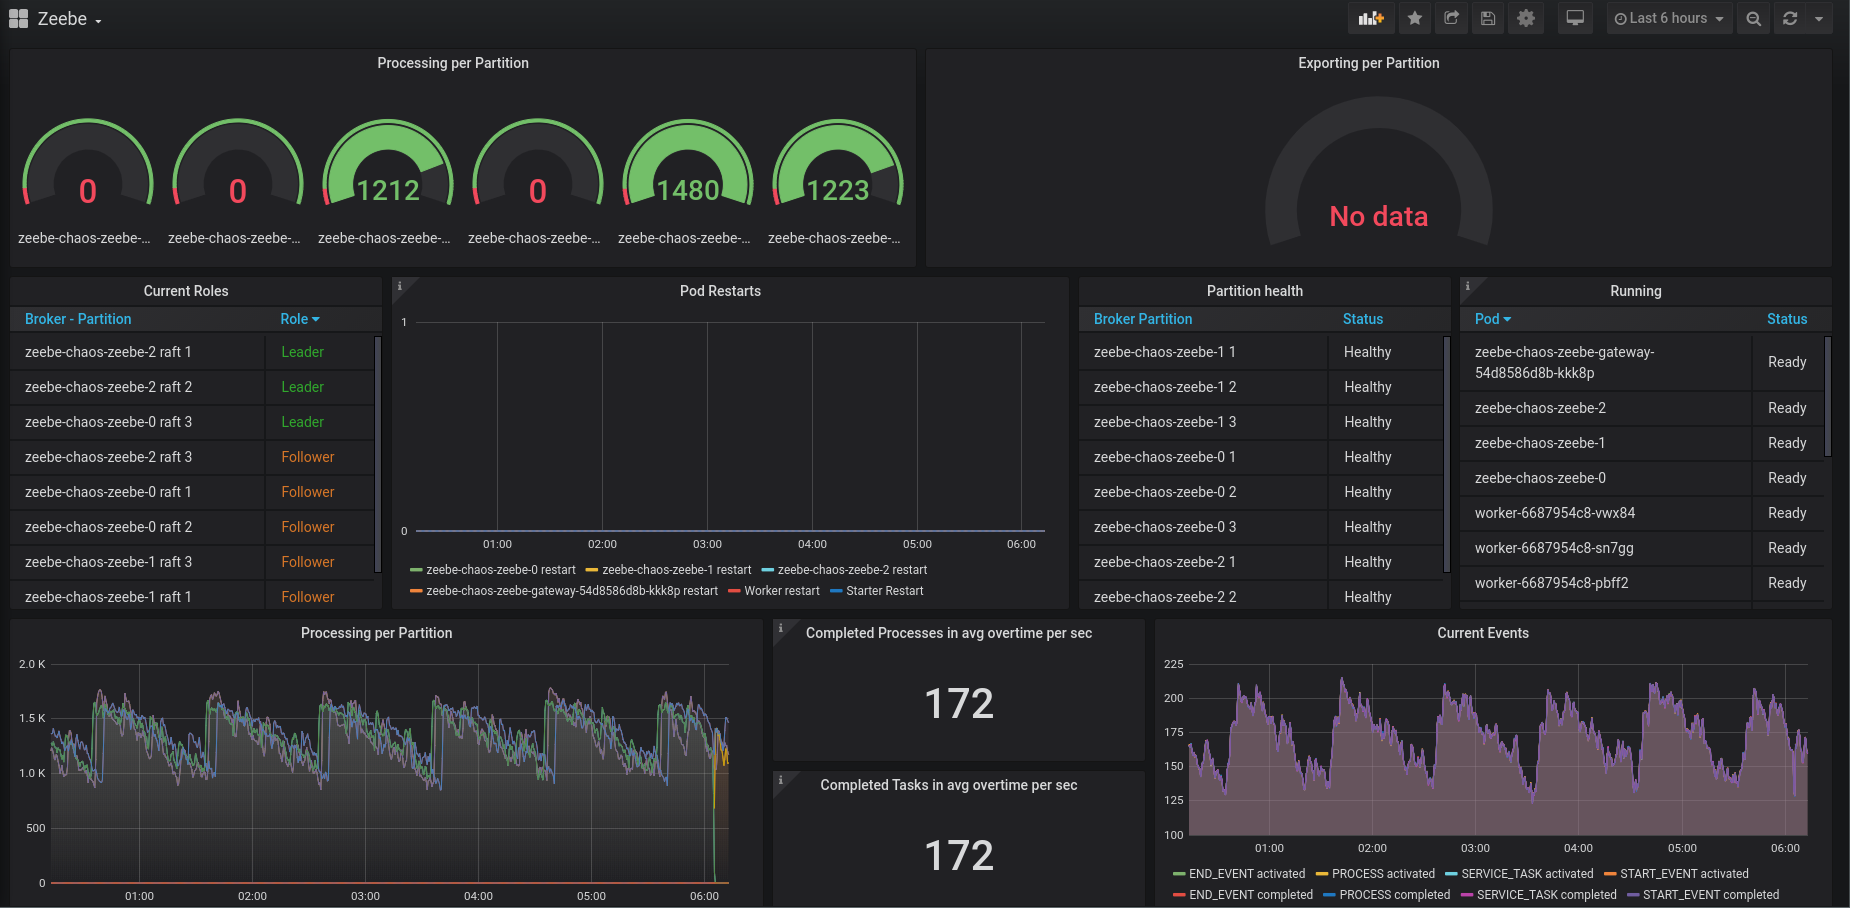 Zeebe
Last 6 hours
Processing per Partition
0
0
1212
0
1480
1223
zeebe-chaos-zeebe-...
zeebe-chaos-zeebe-...
zeebe-chaos-zeebe-...
zeebe-chaos-zeebe-...
zeebe-chaos-zeebe-...
zeebe-chaos-zeebe-...
Exporting per Partition
No data
Current Roles
Broker - Partition Role
zeebe-chaos-zeebe-2 raft 1 Leader
zeebe-chaos-zeebe-2 raft 2 Leader
zeebe-chaos-zeebe-0 raft 3 Leader
zeebe-chaos-zeebe-2 raft 3 Follower
zeebe-chaos-zeebe-0 raft 1 Follower
zeebe-chaos-zeebe-0 raft 2 Follower
zeebe-chaos-zeebe-1 raft 3 Follower
zeebe-chaos-zeebe-1 raft 1 Follower
i
Pod Restarts
1
0
01:00 02:00 03:00 04:00 05:00 06:00
zeebe-chaos-zeebe-0 restart zeebe-chaos-zeebe-1 restart zeebe-chaos-zeebe-2 restart
zeebe-chaos-zeebe-gateway-54d8586d8b-kkk8p restart Worker restart Starter Restart
Partition health
Broker Partition Status
zeebe-chaos-zeebe-1 1 Healthy
zeebe-chaos-zeebe-1 2 Healthy
zeebe-chaos-zeebe-1 3 Healthy
zeebe-chaos-zeebe-0 1 Healthy
zeebe-chaos-zeebe-0 2 Healthy
zeebe-chaos-zeebe-0 3 Healthy
zeebe-chaos-zeebe-2 1 Healthy
zeebe-chaos-zeebe-2 2 Healthy
i
Running
Pod Status
zeebe-chaos-zeebe-gateway-
54d8586d8b-kkk8p Ready
zeebe-chaos-zeebe-2 Ready
zeebe-chaos-zeebe-1 Ready
zeebe-chaos-zeebe-0 Ready
worker-6687954c8-vwx84 Ready
worker-6687954c8-sn7gg Ready
worker-6687954c8-pbff2 Ready
Processing per Partition
2.0 K
1.5 K
1.0 K
500
0
01:00 02:00 03:00 04:00 05:00 06:00
i
Completed Processes in avg overtime per sec
172
i
Completed Tasks in avg overtime per sec
172
Current Events
225
200
175
150
125
100
01:00 02:00 03:00 04:00 05:00 06:00
END_EVENT activated PROCESS activated SERVICE_TASK activated START_EVENT activated
END_EVENT completed PROCESS completed SERVICE_TASK completed START_EVENT completed